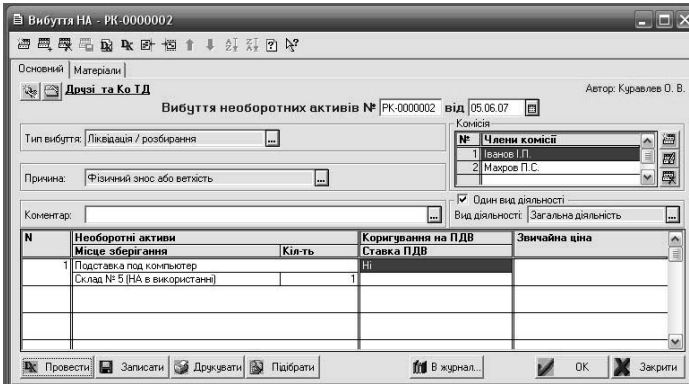 Вибуття НА - РК-0000002
Основний Матеріали
Друзі та Ко ТД
Автор: Куравлев О. В.
Вибуття необоротних активів № РК-0000002 від 05.06.07
Комісія
Тип вибуття: Ліквідація / розбирання ...
№ Члени комісії
1 Іванов І.П.
2 Махров П.С.
Причина: Фізичний знос або ветхість ...
Один вид діяльності
Коментар: ...
Вид діяльності: Загальна діяльність ...
N Необоротні активи Коригування на ПДВ Звичайна ціна
Місце зберігання Кіл-ть Ставка ПДВ
1 Подставка под компьютер Ні
Склад № 5 (НА в використанні) 1
Провести Записати Друкувати Підібрати В журнал... OK Закрити